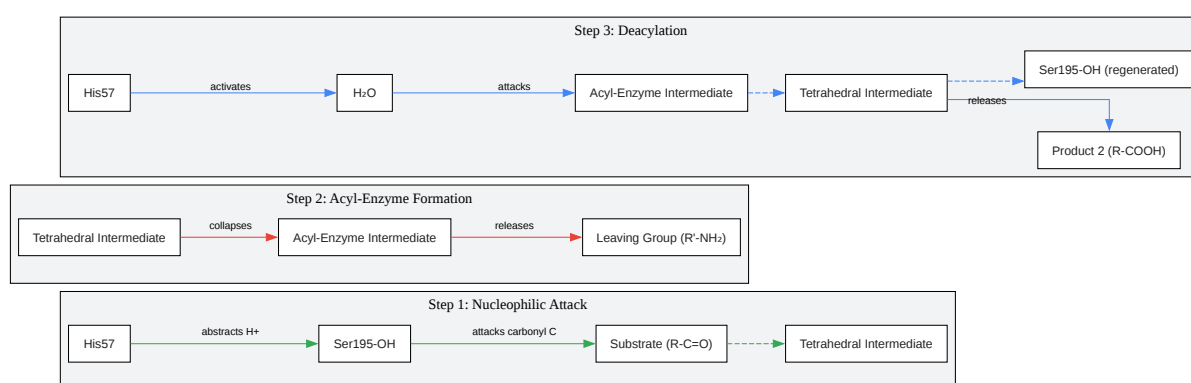 Step 3: Deacylation
His57
activates
H₂O
attacks
Acyl-Enzyme Intermediate
Tetrahedral Intermediate
Ser195-OH (regenerated)
releases
Product 2 (R-COOH)
Step 2: Acyl-Enzyme Formation
Tetrahedral Intermediate
collapses
Acyl-Enzyme Intermediate
releases
Leaving Group (R'-NH₂)
Step 1: Nucleophilic Attack
His57
abstracts H+
Ser195-OH
attacks carbonyl C
Substrate (R-C=O)
Tetrahedral Intermediate